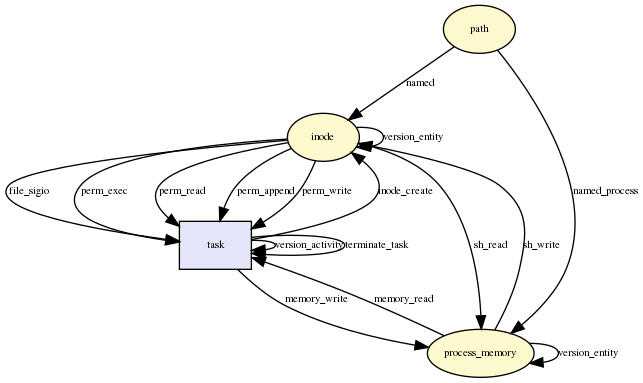 path
named
inode
version_entity
file_sigio
perm_exec
perm_read
perm_append
perm_write
inode_create
named_process
task
version_activity
terminate_task
sh_read
sh_write
memory_write
memory_read
process_memory
version_entity